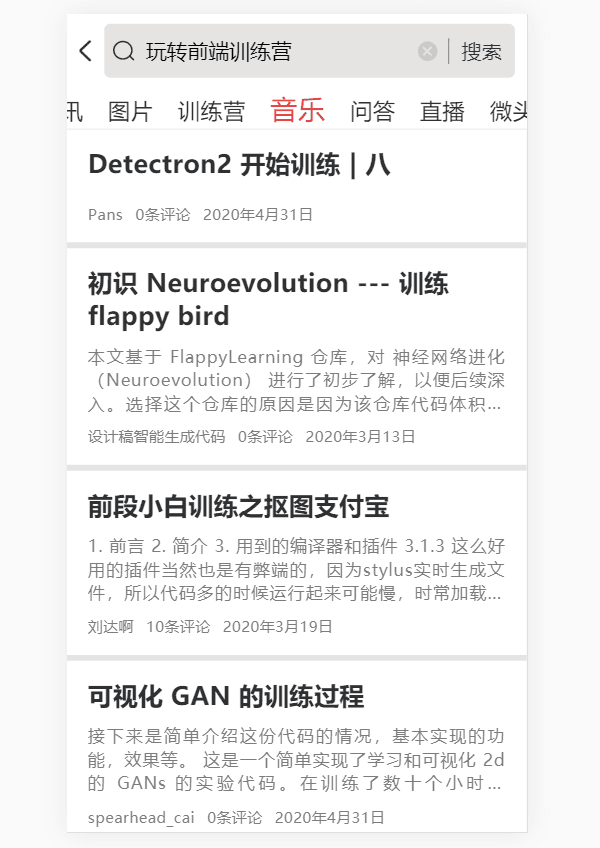 玩转前端训练营 搜索
讯 图片 训练营 音乐 问答 直播 微头
Detectron2 开始训练 | 八
Pans 0条评论 2020年4月31日
初识 Neuroevolution --- 训练
flappy bird
本文基于 FlappyLearning 仓库，对 神经网络进化
（Neuroevolution） 进行了初步了解，以便后续深
入。选择这个仓库的原因是因为该仓库代码体积...
设计稿智能生成代码 0条评论 2020年3月13日
前段小白训练之抠图支付宝
1. 前言 2. 简介 3. 用到的编译器和插件 3.1.3 这么好
用的插件当然也是有弊端的，因为stylus实时生成文
件，所以代码多的时候运行起来可能慢，时常加载...
刘达啊 10条评论 2020年3月19日
可视化 GAN 的训练过程
接下来是简单介绍这份代码的情况，基本实现的功
能，效果等。 这是一个简单实现了学习和可视化 2d
的 GANs 的实验代码。在训练了数十个小时...
spearhead_cai 0条评论 2020年4月31日